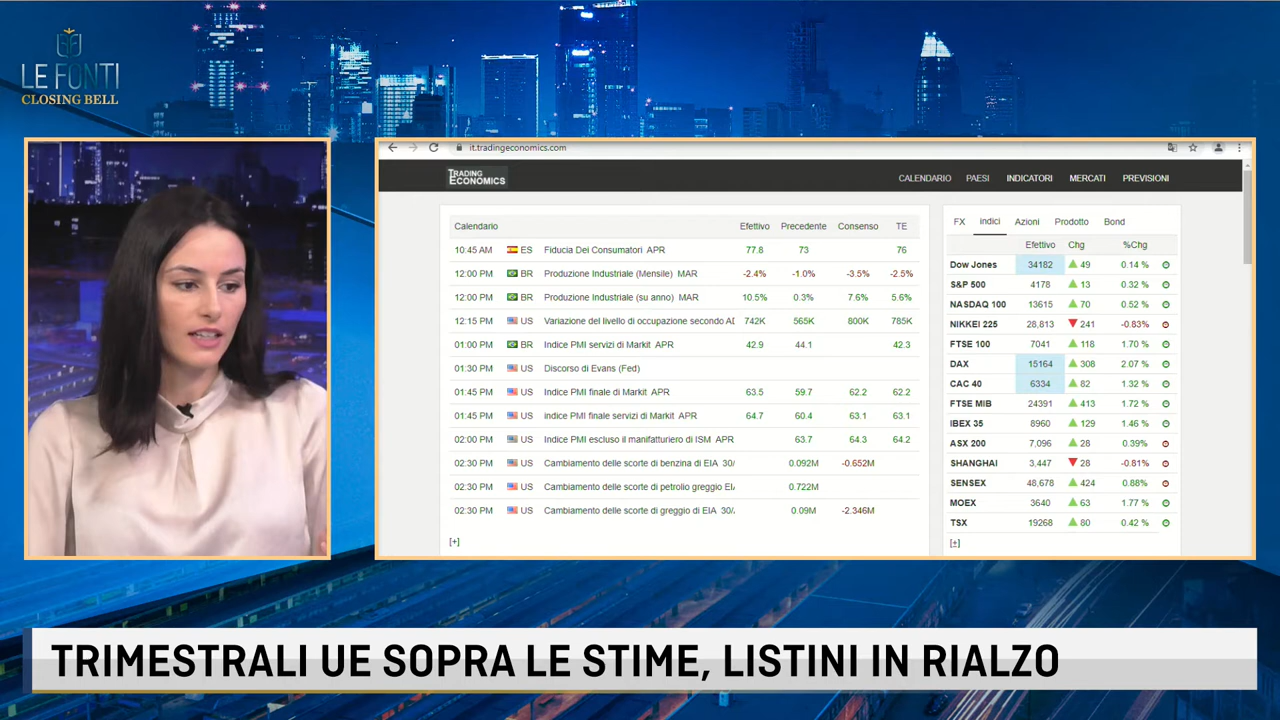 LE FONTI
CLOSING BELL
it.tradingeconomics.com
TRADING
ECONOMICS
CALENDARIO PAESI INDICATORI MERCATI PREVISIONI
Calendario Efettivo Precedente Consenso TE
10:45 AM ES Fiducia Dei Consumatori APR 77.8 73 76
12:00 PM BR Produzione Industriale (Mensile) MAR -2.4% -1.0% -3.5% -2.5%
12:00 PM BR Produzione Industriale (su anno) MAR 10.5% 0.3% 7.6% 5.6%
12:15 PM US Variazione del livello di occupazione secondo AD 742K 565K 800K 785K
01:00 PM BR Indice PMI servizi di Markit APR 42.9 44.1 42.3
01:30 PM US Discorso di Evans (Fed)
01:45 PM US Indice PMI finale di Markit APR 63.5 59.7 62.2 62.2
01:45 PM US indice PMI finale servizi di Markit APR 64.7 60.4 63.1 63.1
02:00 PM US Indice PMI escluso il manifatturiero di ISM APR 63.7 64.3 64.2
02:30 PM US Cambiamento delle scorte di benzina di EIA 30/ 0.092M -0.652M
02:30 PM US Cambiamento delle scorte di petrolio greggio EI 0.722M
02:30 PM US Cambiamento delle scorte di greggio di EIA 30/ 0.09M -2.346M
[+]
FX indici Azioni Prodotto Bond
Efettivo Chg %Chg
Dow Jones 34182 49 0.14 %
S&P 500 4178 13 0.32 %
NASDAQ 100 13615 70 0.52 %
NIKKEI 225 28,813 241 -0.83%
FTSE 100 7041 118 1.70 %
DAX 15164 308 2.07 %
CAC 40 6334 82 1.32 %
FTSE MIB 24391 413 1.72 %
IBEX 35 8960 129 1.46 %
ASX 200 7,096 28 0.39%
SHANGHAI 3,447 28 -0.81%
SENSEX 48,678 424 0.88%
MOEX 3640 63 1.77 %
TSX 19268 80 0.42 %
[+]
TRIMESTRALI UE SOPRA LE STIME, LISTINI IN RIALZO